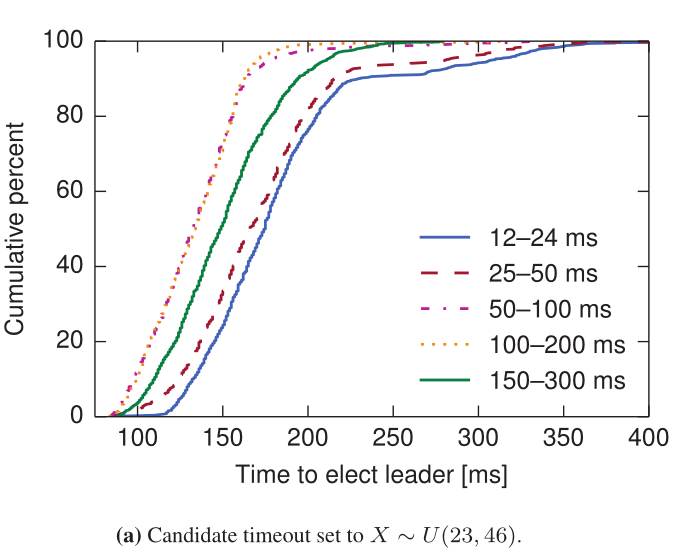 100
80
60
40
20
0
Cumulative percent
12–24 ms
25–50 ms
50–100 ms
100–200 ms
150–300 ms
100 150 200 250 300 350 400
Time to elect leader [ms]
(a) Candidate timeout set to X ∼ U(23, 46).